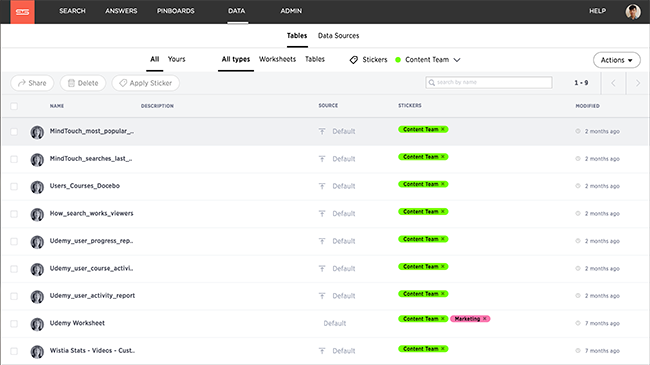 SEARCH ANSWERS PINBOARDS DATA ADMIN HELP
Tables Data Sources
All Yours All types Worksheets Tables Stickers Content Team Actions
Share Delete Apply Sticker search by name 1 - 9
NAME DESCRIPTION SOURCE STICKERS MODIFIED
MindTouch_most_popular_.. Default Content Team × 2 months ago
MindTouch_searches_last_.. Default Content Team × 2 months ago
Users_Courses_Docebo Default Content Team × 2 months ago
How_search_works_viewers Default Content Team × 2 months ago
Udemy_user_progress_rep.. Default Content Team × 2 months ago
Udemy_user_course_activi.. Default Content Team × 2 months ago
Udemy_user_activity_report Default Content Team × 2 months ago
Udemy Worksheet Default Content Team × Marketing × 7 months ago
Wistia Stats - Videos - Cust.. Default Content Team × 7 months ago